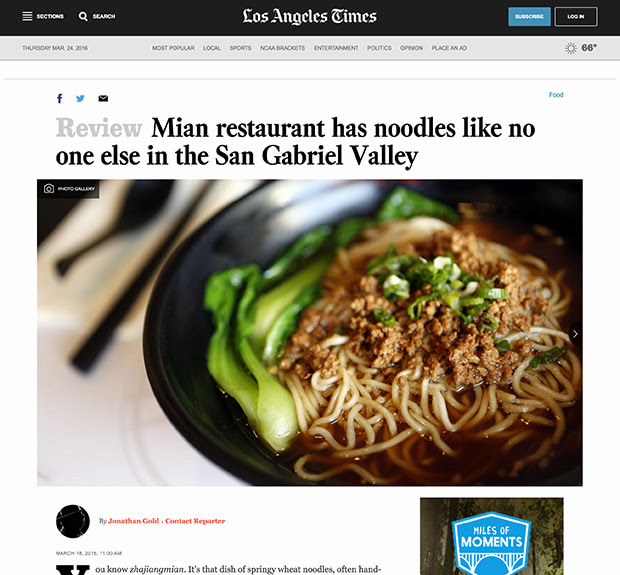 SECTIONS SEARCH Los Angeles Times SUBSCRIBE LOG IN
THURSDAY MAR. 24, 2016 MOST POPULAR LOCAL SPORTS NCAA BRACKETS ENTERTAINMENT POLITICS OPINION PLACE AN AD 66°
f Food
Review Mian restaurant has noodles like no
one else in the San Gabriel Valley
PHOTO GALLERY
By Jonathan Gold · Contact Reporter
MARCH 18, 2016, 11:00 AM
You know zhajiangmian. It's that dish of springy wheat noodles, often hand-
MILES OF
MOMENTS